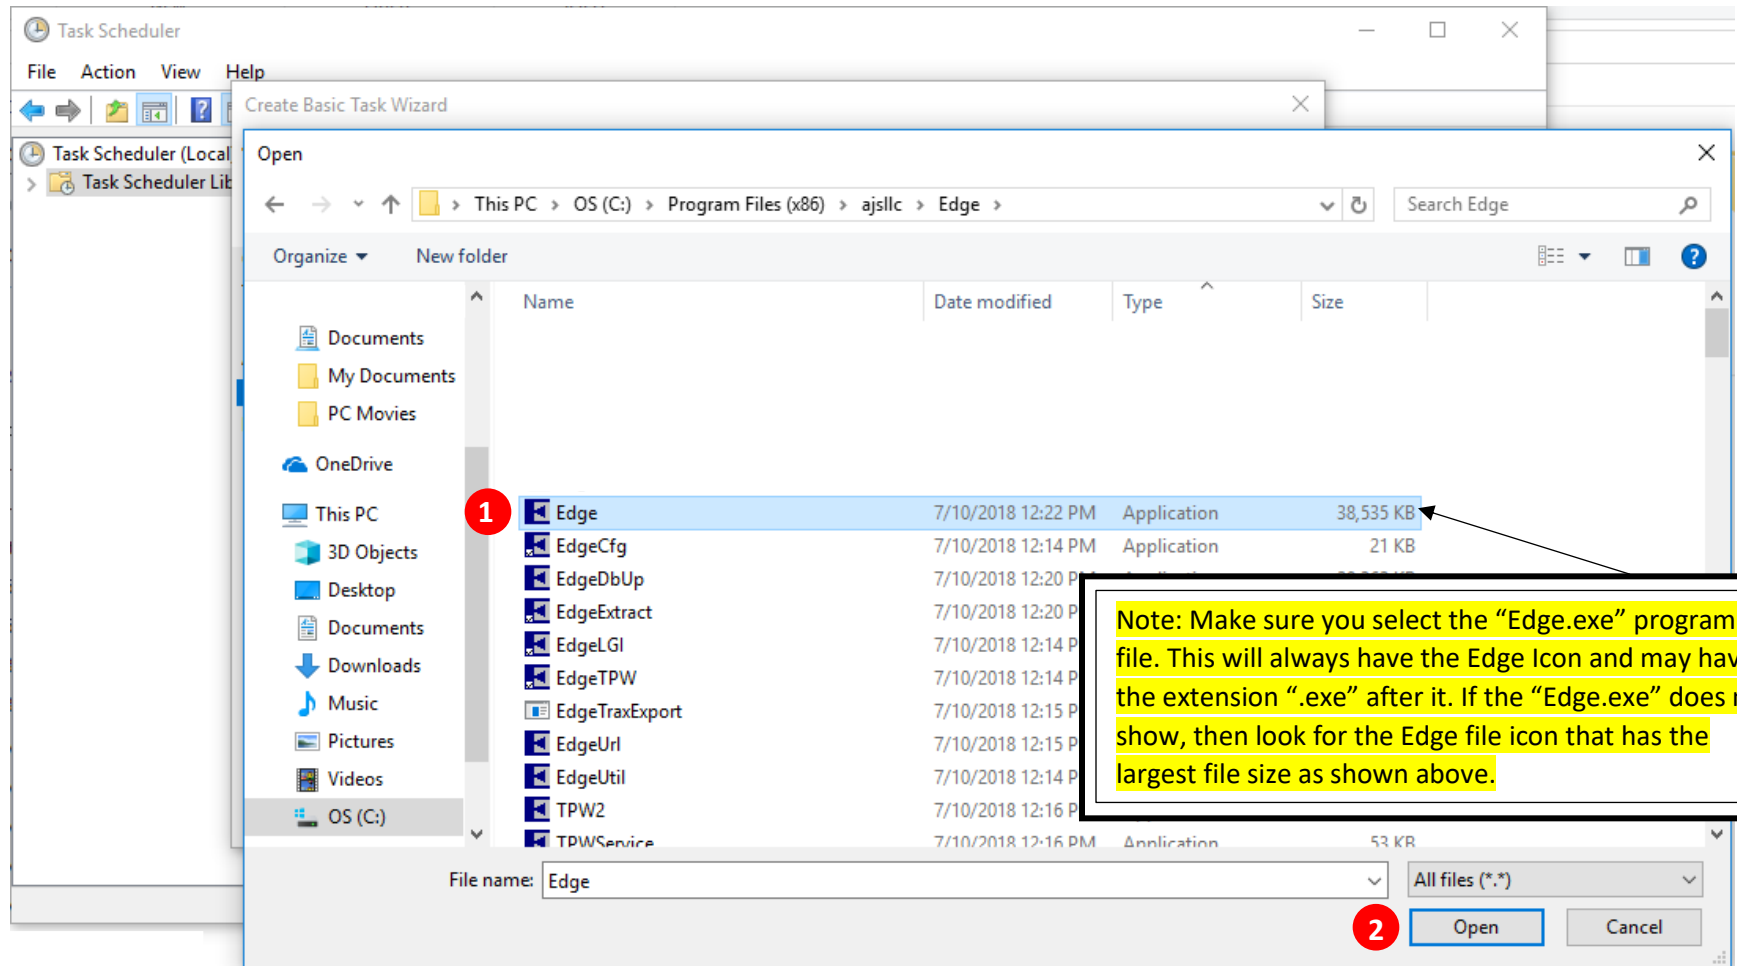 Task Scheduler
File Action View Help
Create Basic Task Wizard
Task Scheduler (Local
Task Scheduler Lib
Open
This PC > OS (C:) > Program Files (x86) > ajsllc > Edge >
Search Edge
Organize New folder
Name Date modified Type Size
Documents
My Documents
PC Movies
OneDrive
This PC
3D Objects
Desktop
Documents
Downloads
Music
Pictures
Videos
OS (C:)
1
Edge 7/10/2018 12:22 PM Application 38,535 KB
EdgeCfg 7/10/2018 12:14 PM Application 21 KB
EdgeDbUp 7/10/2018 12:20 P
EdgeExtract 7/10/2018 12:20 P
EdgeLGI 7/10/2018 12:14 P
EdgeTPW 7/10/2018 12:14 P
EdgeTraxExport 7/10/2018 12:15 P
EdgeUrl 7/10/2018 12:15 P
EdgeUtil 7/10/2018 12:14 P
TPW2 7/10/2018 12:16 P
TPWService 7/10/2018 12:16 PM Application 53 KB
Note: Make sure you select the “Edge.exe” program
file. This will always have the Edge Icon and may hav
the extension “.exe” after it. If the “Edge.exe” does
show, then look for the Edge file icon that has the
largest file size as shown above.
File name: Edge
All files (*.*)
2
Open Cancel